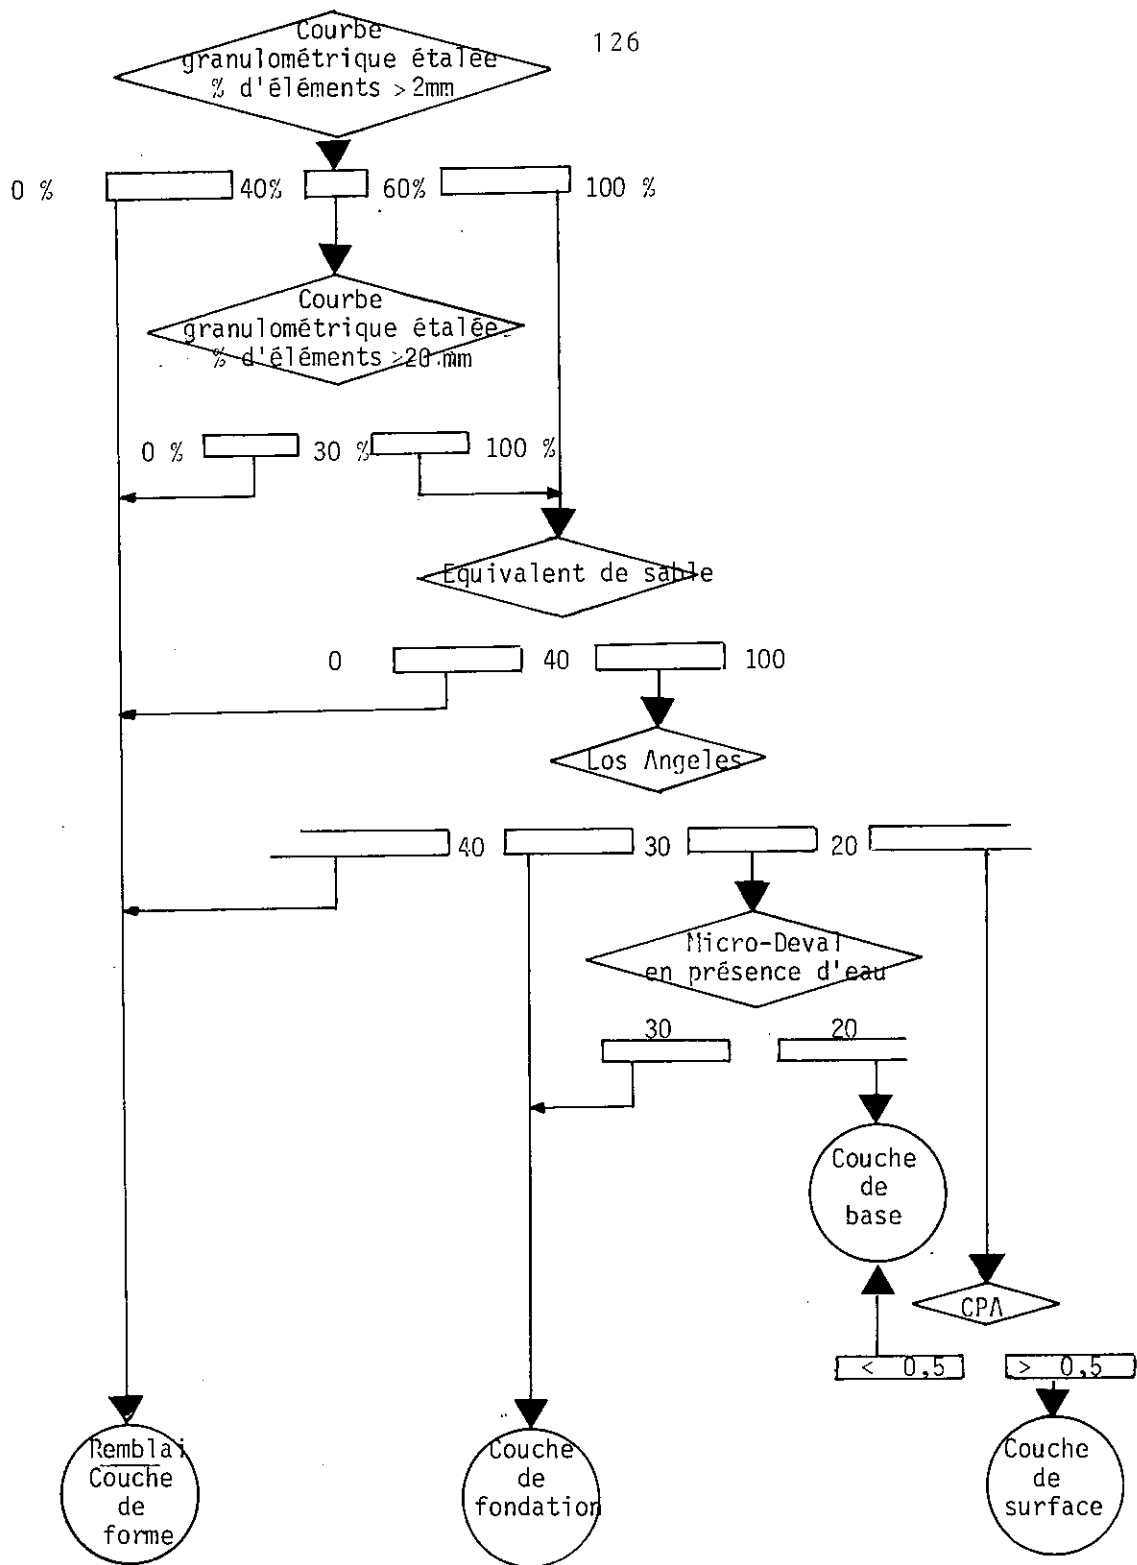 126
Courbe
granulométrique étalée
% d'éléments > 2mm
0 % 40% 60% 100 %
Courbe
granulométrique étalée
% d'éléments >20 mm
0 % 30 % 100 %
Equivalent de sable
0 40 100
Los Angeles
40 30 20
Micro-Deval
en présence d'eau
30 20
Couche
de
base
CPA
< 0,5 > 0,5
Remblai
Couche
de
forme
Couche
de
fondation
Couche
de
surface